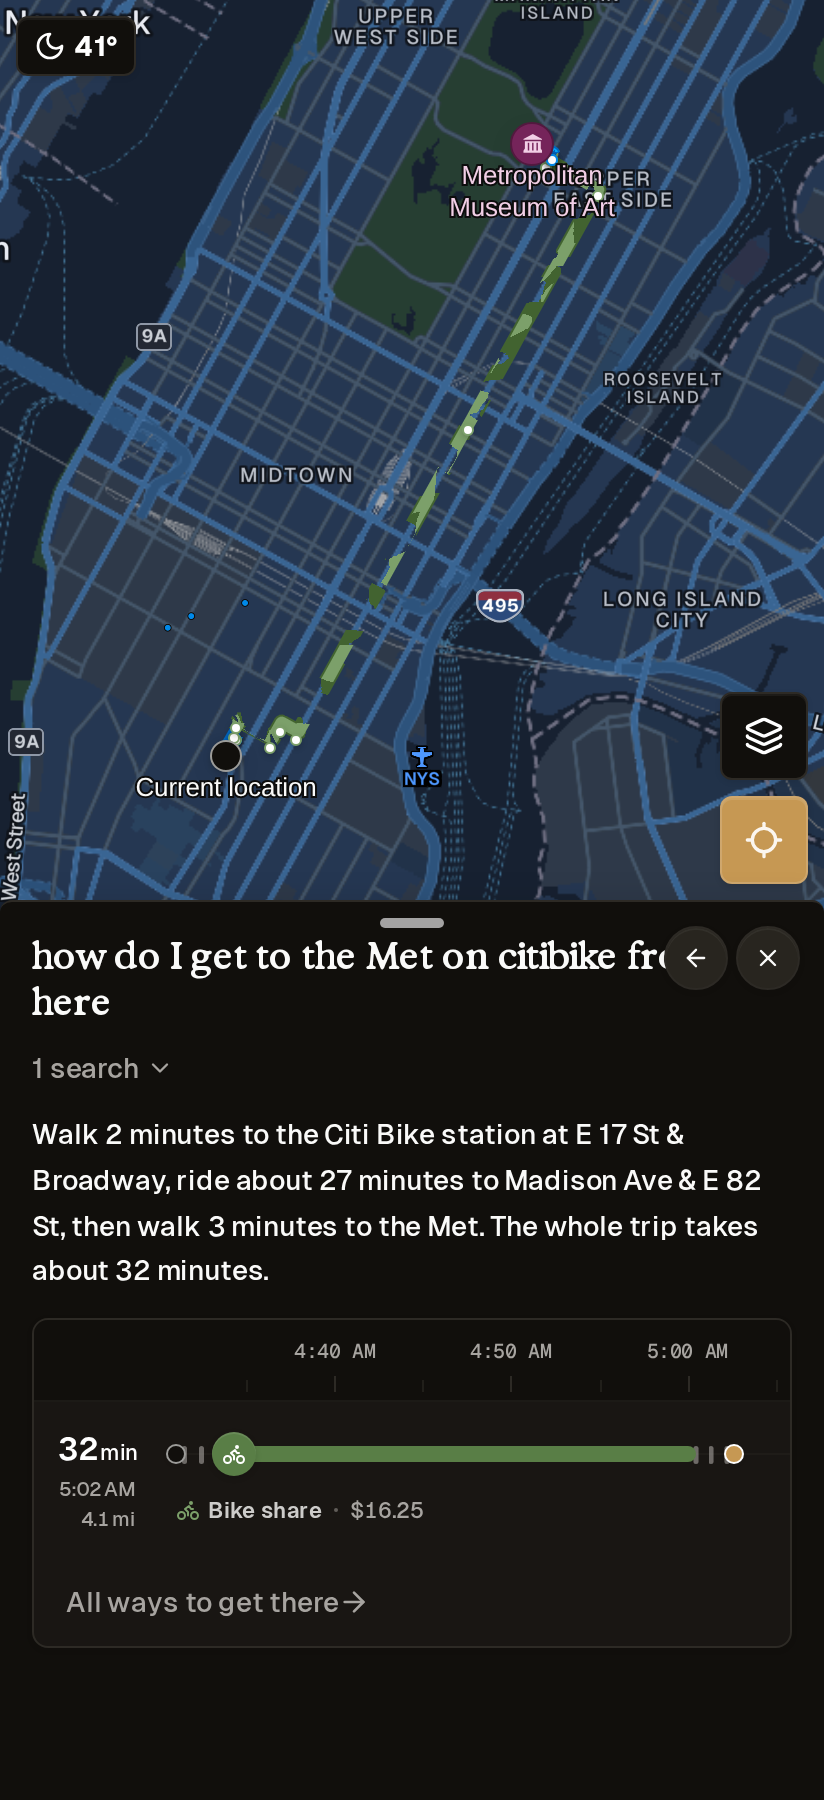 UPPER
WEST SIDE
ISLAND
41°
Metropolitan
Museum of Art
EAST SIDE
9A
ROOSEVELT
ISLAND
MIDTOWN
495
LONG ISLAND
CITY
9A
NYS
Current location
West Street
how do I get to the Met on citibike
here
1 search
Walk 2 minutes to the Citi Bike station at E 17 St &
Broadway, ride about 27 minutes to Madison Ave & E 82
St, then walk 3 minutes to the Met. The whole trip takes
about 32 minutes.
4:40 AM 4:50 AM 5:00 AM
32 min
5:02 AM
4.1 mi
Bike share · $16.25
All ways to get there